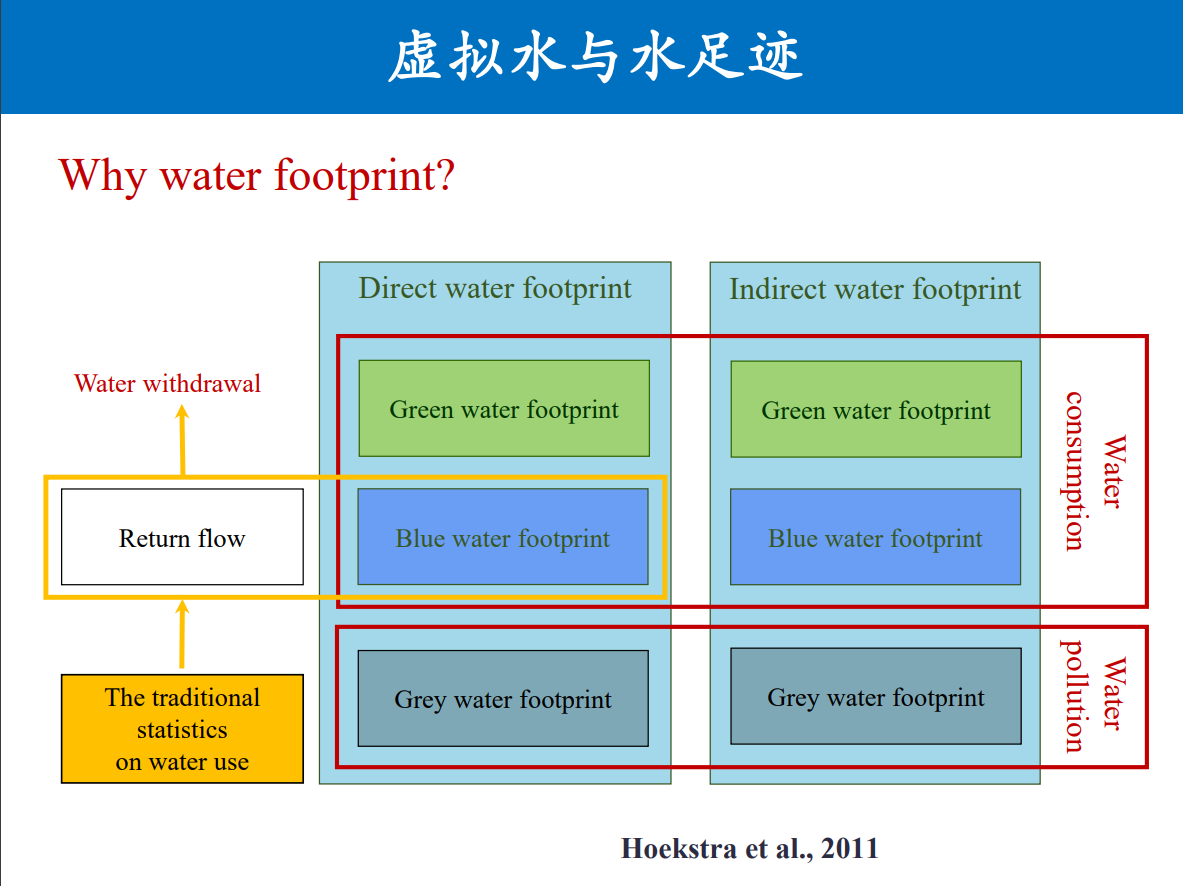 虚拟水与水足迹
Why water footprint?
Direct water footprint
Indirect water footprint
Water withdrawal
Green water footprint
Green water footprint
Water
consumption
Return flow
Blue water footprint
Blue water footprint
The traditional
statistics
on water use
Grey water footprint
Grey water footprint
Water
pollution
Hoekstra et al., 2011